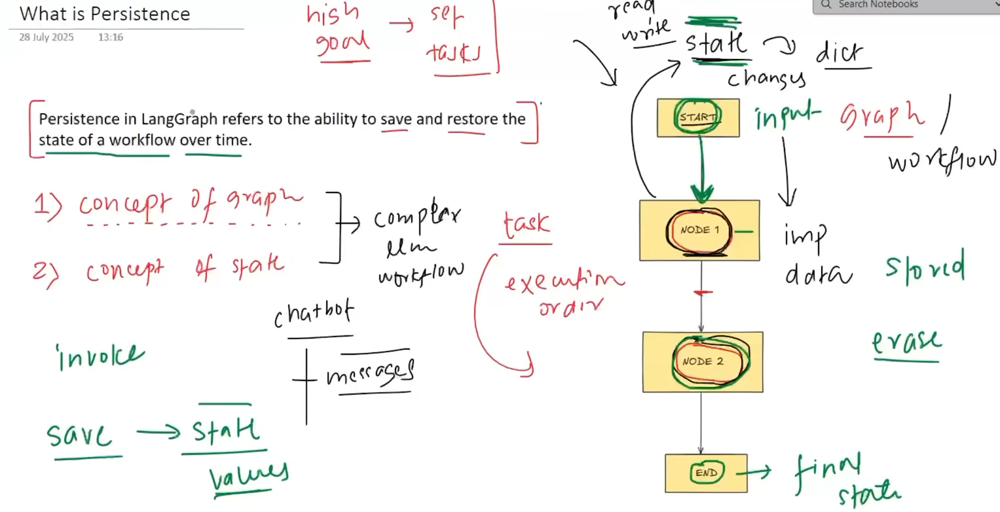 What is Persistence
28 July 2025 13:16
high goal → set tasks
Search Notebooks
read write
state
dict
changes
Persistence in LangGraph refers to the ability to save and restore the
state of a workflow over time.
START
input
graph /
workflow
1) concept of graph
2) concept of state
complex
llm
workflow
task
execution
order
NODE 1
imp
data
stored
chatbot
messages
invoke
NODE 2
erase
save → state
values
END
→ final
state